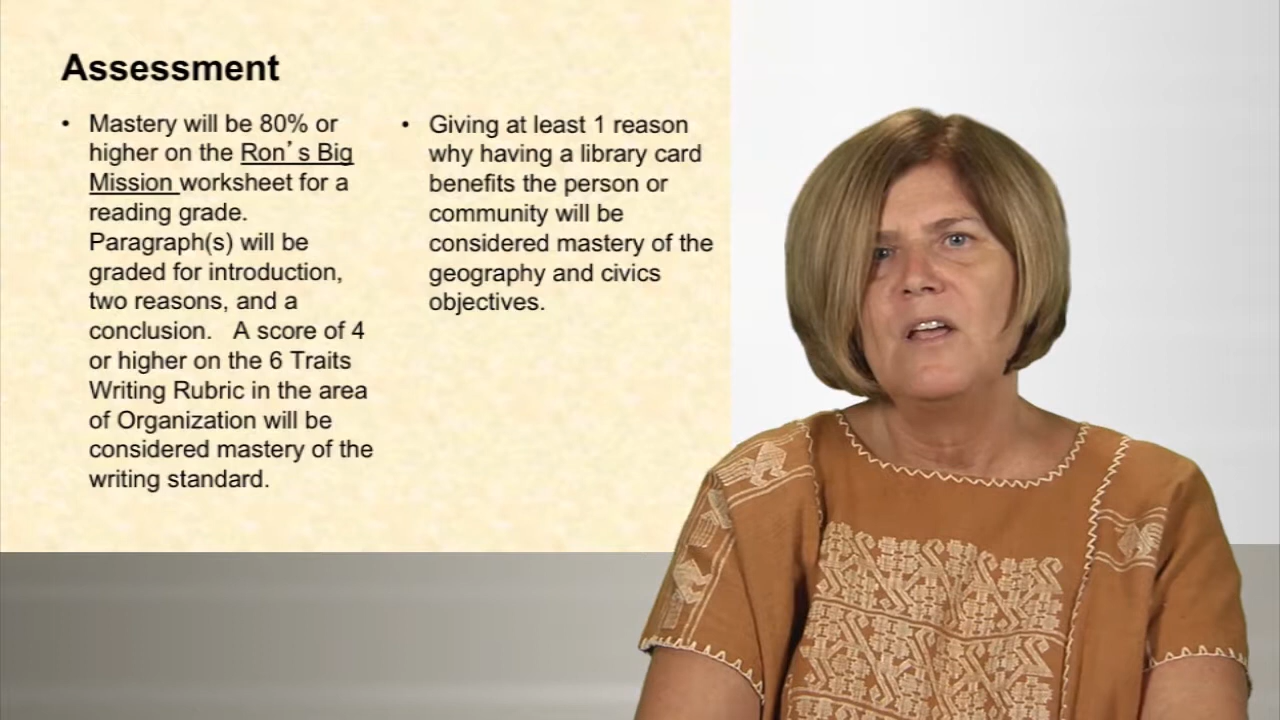 Assessment
• Mastery will be 80% or
higher on the Ron’s Big
Mission worksheet for a
reading grade.
Paragraph(s) will be
graded for introduction,
two reasons, and a
conclusion. A score of 4
or higher on the 6 Traits
Writing Rubric in the area
of Organization will be
considered mastery of the
writing standard.
• Giving at least 1 reason
why having a library card
benefits the person or
community will be
considered mastery of the
geography and civics
objectives.